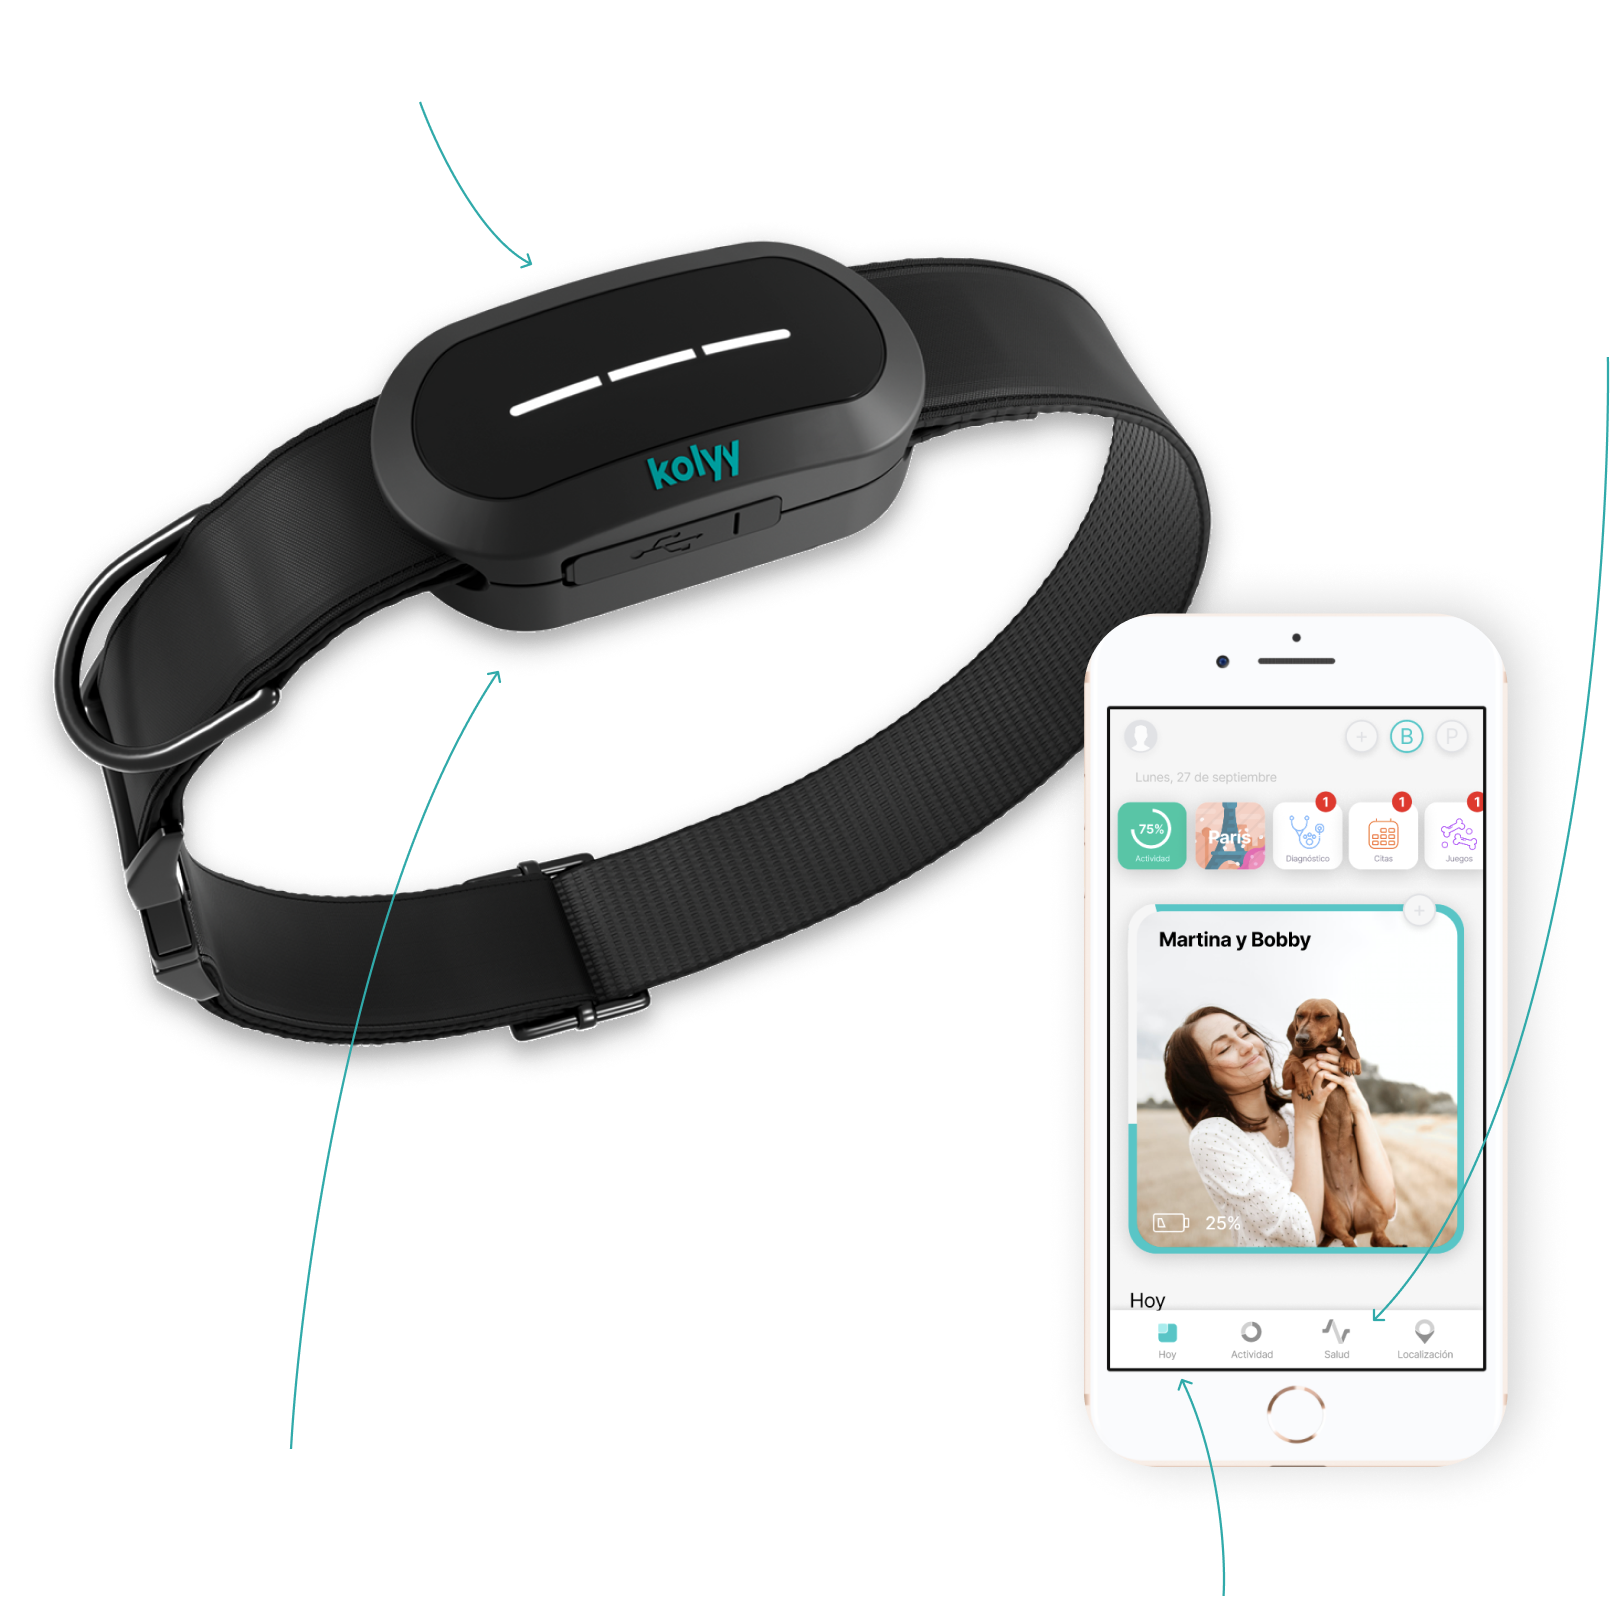 kolyy
B P
Lunes, 27 de septiembre
1 1 1
75% París
Actividad Diagnóstico Citas Juegos
Martina y Bobby
25%
Hoy
Hoy Actividad Salud Localización